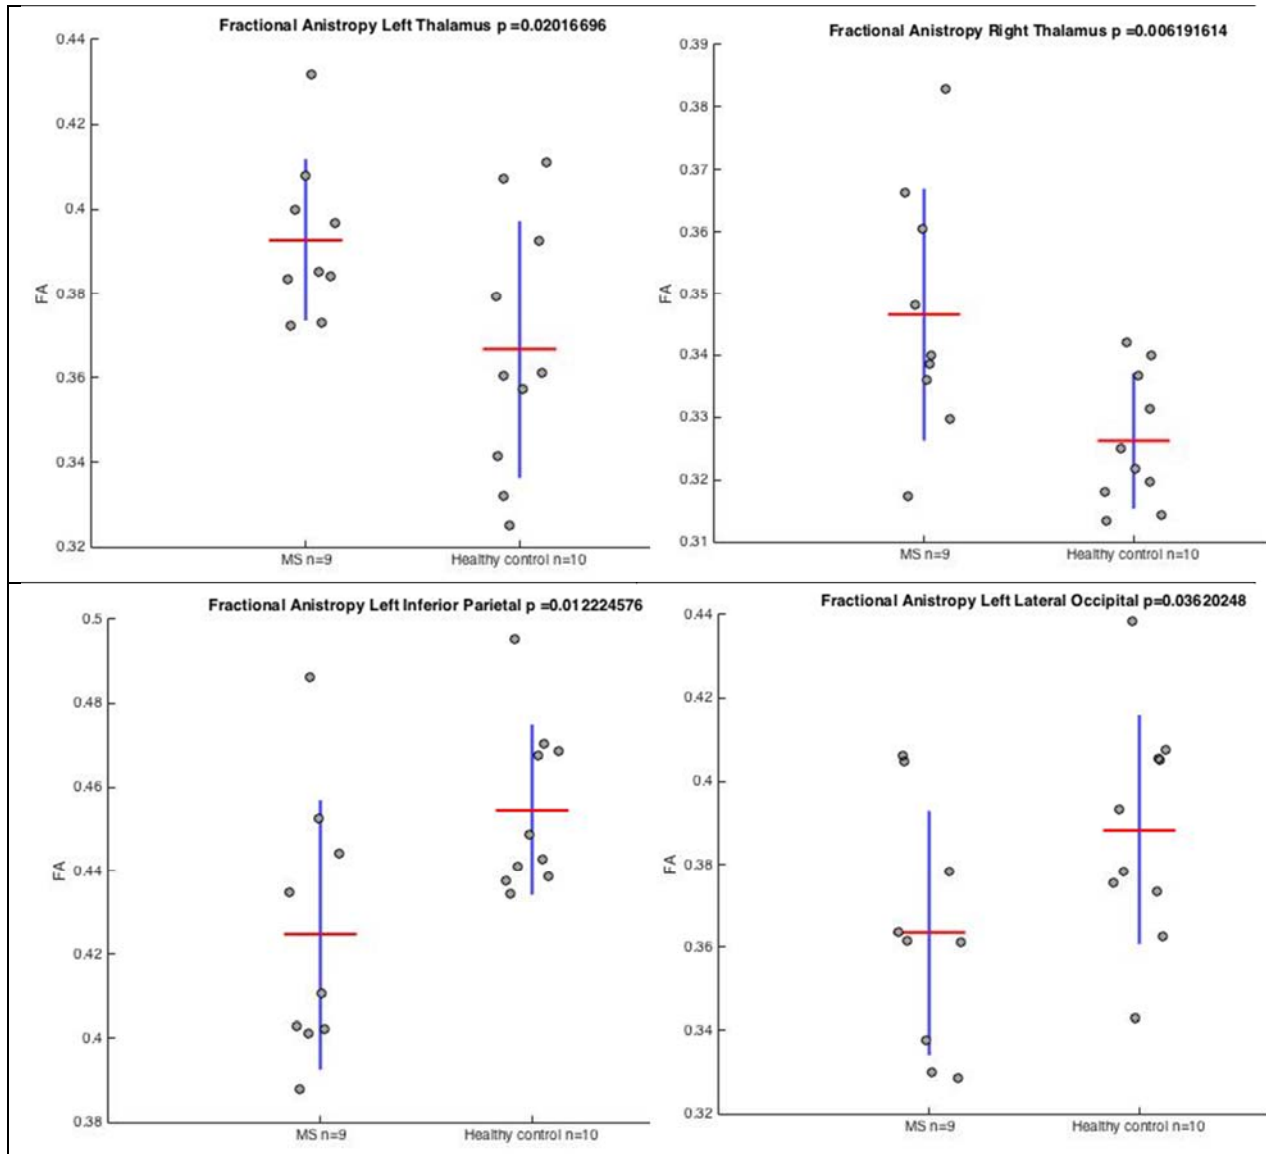 Fractional Anistropy Left Thalamus p =0.02016696
0.44
0.42
0.4
0.38
0.36
0.34
0.32
FA
MS n=9
Healthy control n=10
Fractional Anistropy Right Thalamus p =0.006191614
0.39
0.38
0.37
0.36
0.35
0.34
0.33
0.32
0.31
FA
MS n=9
Healthy control n=10
Fractional Anistropy Left Inferior Parietal p =0.012224576
0.5
0.48
0.46
0.44
0.42
0.4
0.38
FA
MS n=9
Healthy control n=10
Fractional Anistropy Left Lateral Occipital p=0.03620248
0.44
0.42
0.4
0.38
0.36
0.34
0.32
FA
MS n=9
Healthy control n=10